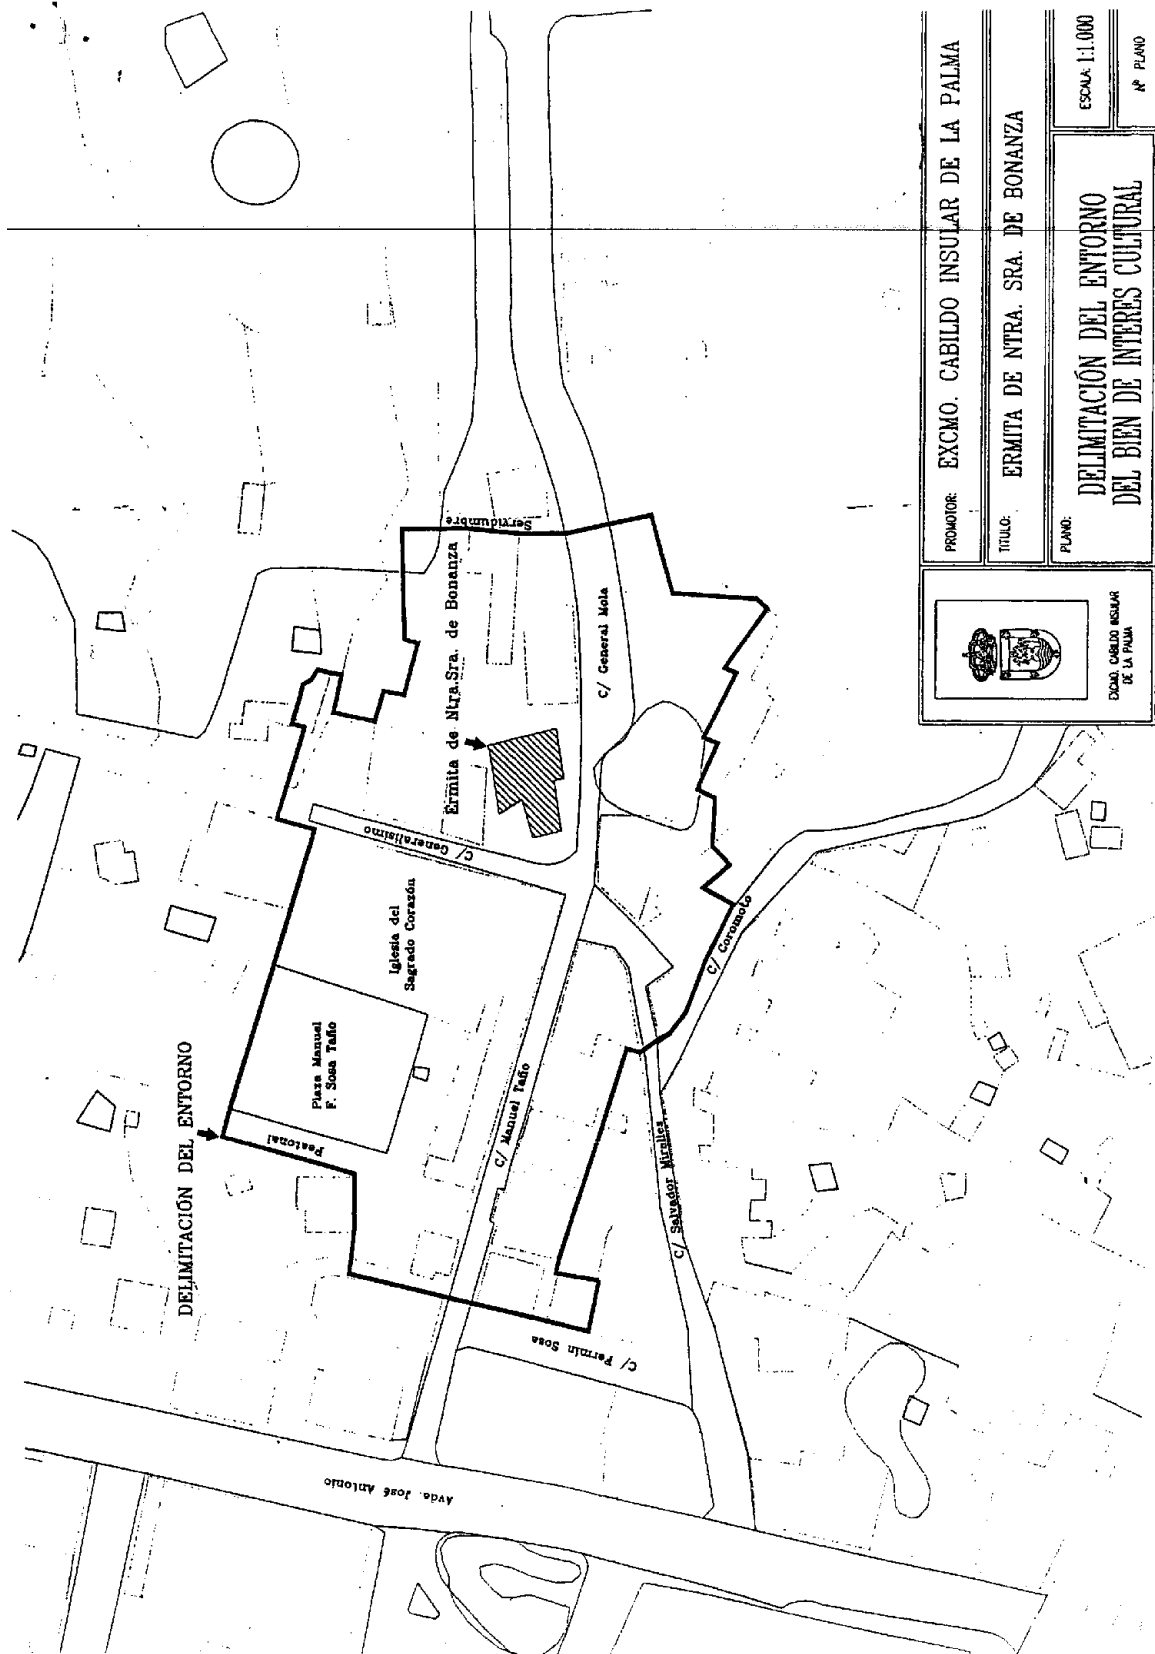 DELIMITACIÓN DEL ENTORNO
Peatonal
Plaza Manuel
F. Sosa Taño
Iglesia del
Sagrado Corazón
C/ Generalisimo
Ermita de Ntra.Sra. de Bonanza
Servidumbre
C/ General Mola
C/ Manuel Taño
C/ Fermin Sosa
C/ Salvador Miralles
C/ Coromoto
Avda. José Antonio
EXCMO. CABILDO INSULAR
DE LA PALMA
PROMOTOR: EXCMO. CABILDO INSULAR DE LA PALMA
TITULO: ERMITA DE NTRA. SRA. DE BONANZA
PLANO:
DELIMITACIÓN DEL ENTORNO
DEL BIEN DE INTERES CULTURAL
ESCALA: 1:1.000
Nº PLANO